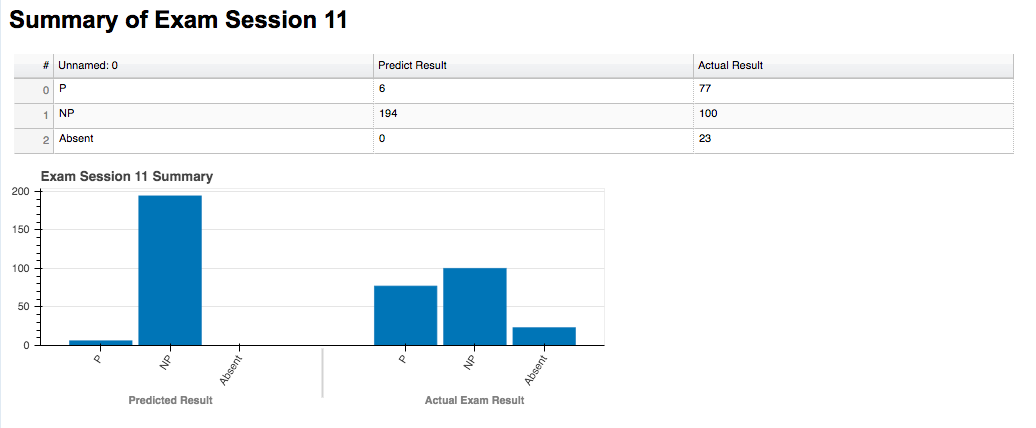 Summary of Exam Session 11
# Unnamed: 0 Predict Result Actual Result
0 P 6 77
1 NP 194 100
2 Absent 0 23
Exam Session 11 Summary
200
150
100
50
0
P NP Absent P NP Absent
Predicted Result Actual Exam Result